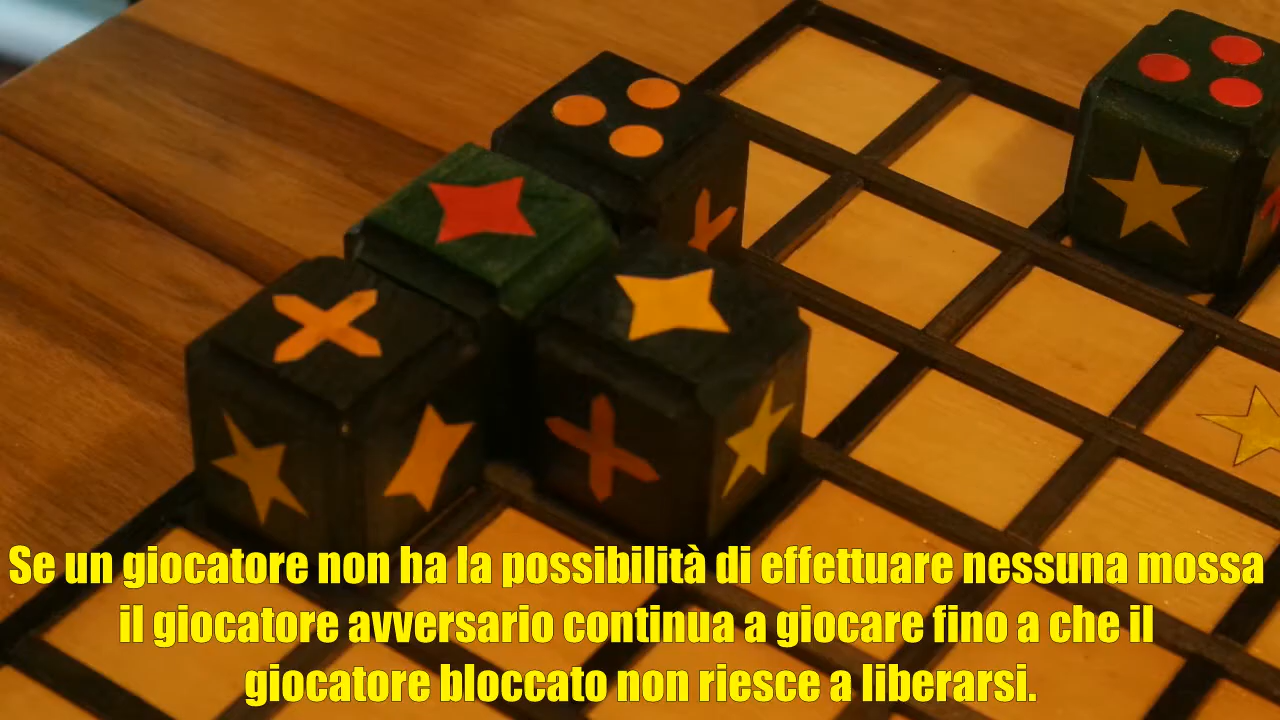 Se un giocatore non ha la possibilità di effettuare nessuna mossa
il giocatore avversario continua a giocare fino a che il
giocatore bloccato non riesce a liberarsi.